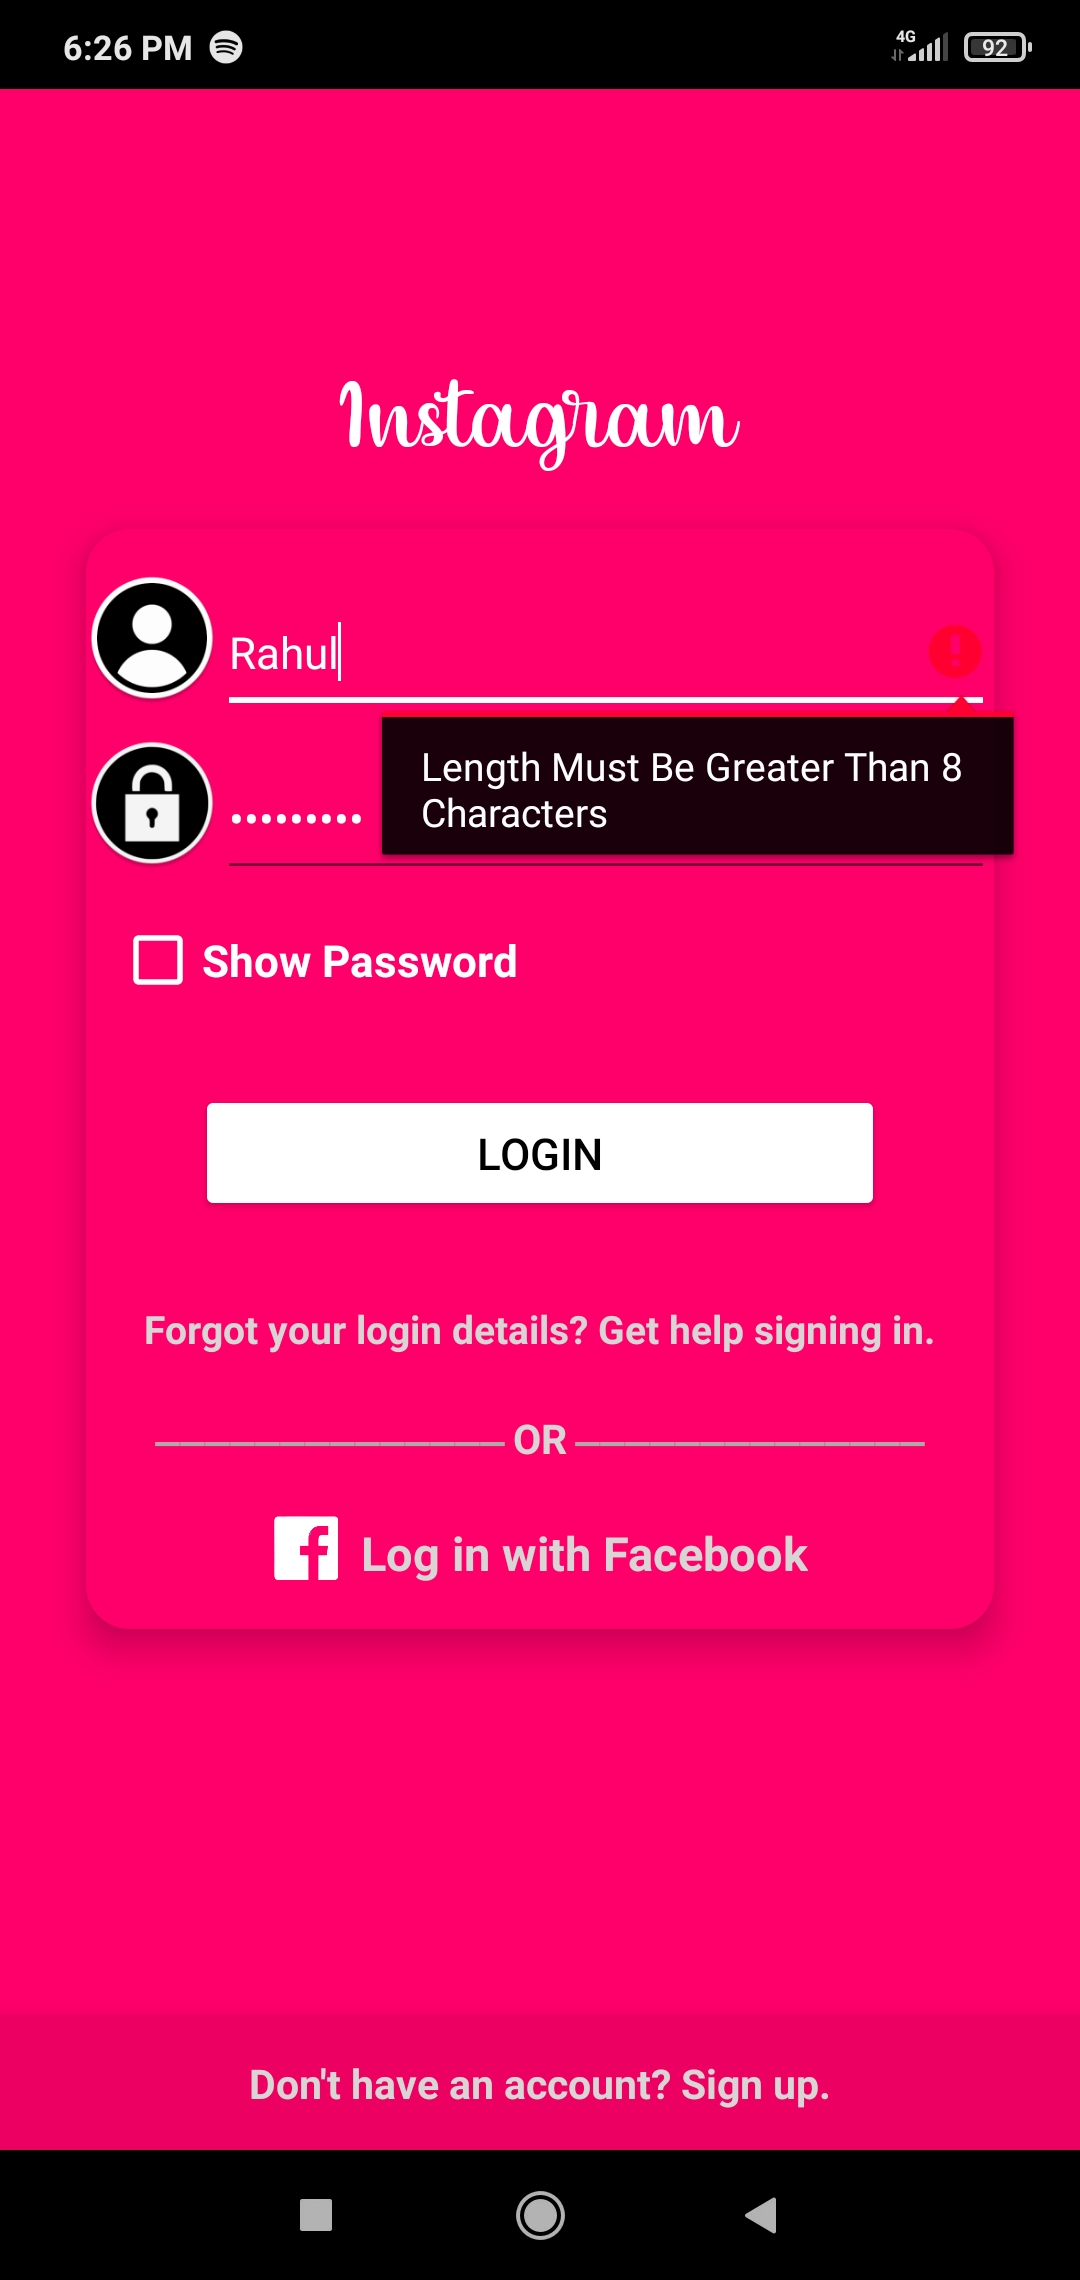 6:26 PM
4G
92
Instagram
Rahul
Length Must Be Greater Than 8
Characters
•••••••••
Show Password
LOGIN
Forgot your login details? Get help signing in.
OR
Log in with Facebook
Don't have an account? Sign up.